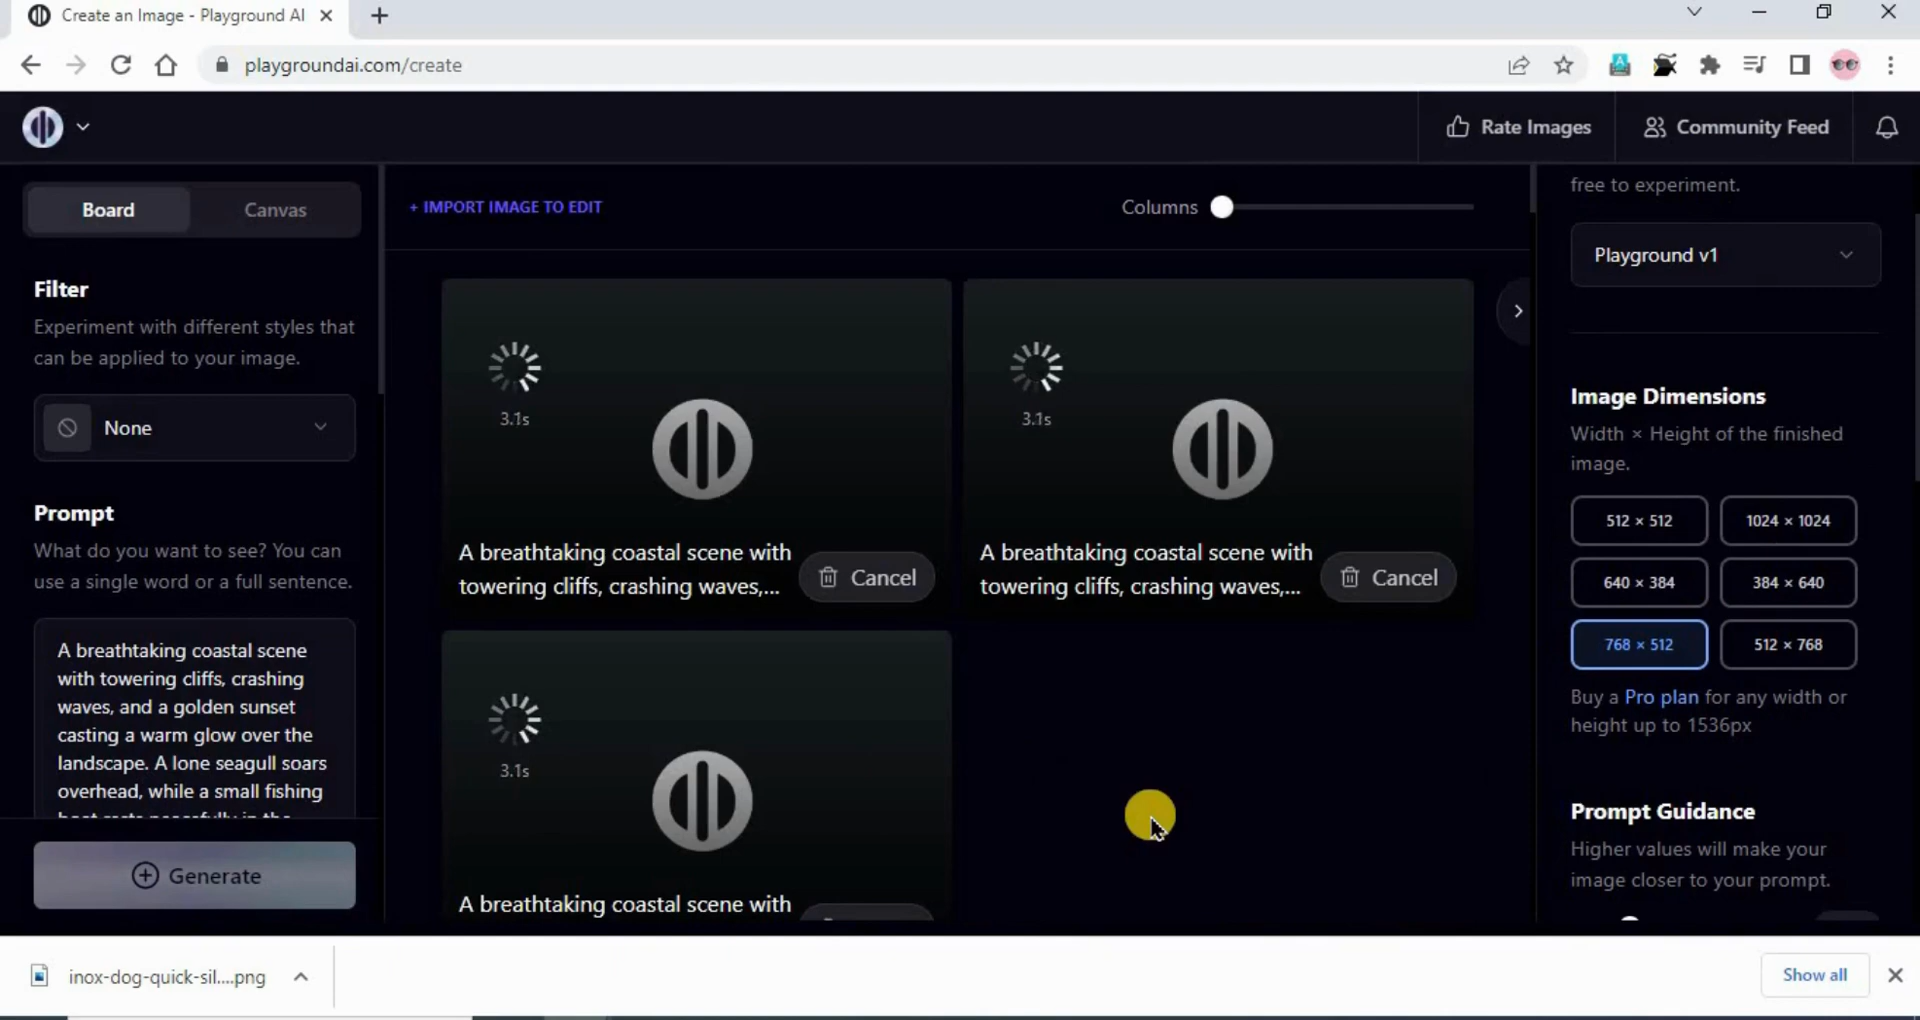 Create an Image - Playground AI
playgroundai.com/create
Rate Images
Community Feed
Board
Canvas
Filter
Experiment with different styles that
can be applied to your image.
None
Prompt
What do you want to see? You can
use a single word or a full sentence.
A breathtaking coastal scene
with towering cliffs, crashing
waves, and a golden sunset
casting a warm glow over the
landscape. A lone seagull soars
overhead, while a small fishing
Generate
+ IMPORT IMAGE TO EDIT
Columns
3.1s
A breathtaking coastal scene with
towering cliffs, crashing waves,...
Cancel
3.1s
A breathtaking coastal scene with
towering cliffs, crashing waves,...
Cancel
3.1s
A breathtaking coastal scene with
free to experiment.
Playground v1
Image Dimensions
Width × Height of the finished
image.
512 × 512
1024 × 1024
640 × 384
384 × 640
768 × 512
512 × 768
Buy a Pro plan for any width or
height up to 1536px
Prompt Guidance
Higher values will make your
image closer to your prompt.
inox-dog-quick-sil....png
Show all